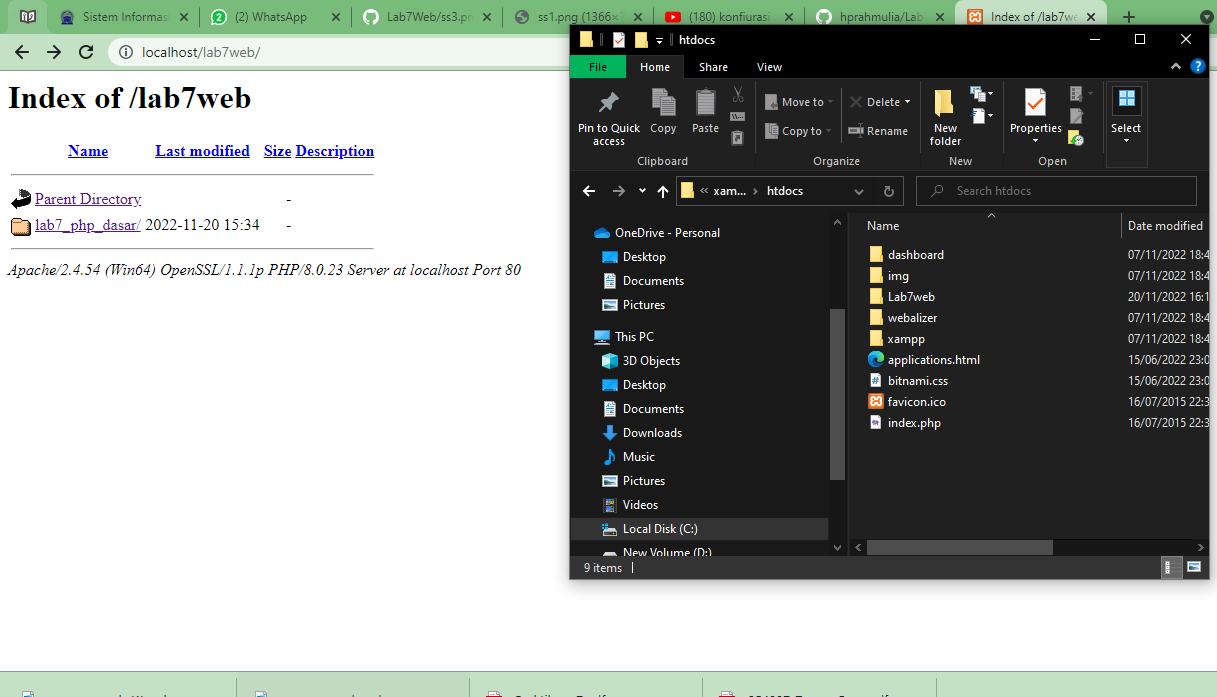 Sistem Informas
(2) WhatsApp
Lab7Web/ss3.pn
ss1.png (1366×7
(180) konfiurasi
hprahmulia/Lab
Index of /lab7we
localhost/lab7web/
Index of /lab7web
Name Last modified Size Description
Parent Directory -
lab7_php_dasar/ 2022-11-20 15:34 -
Apache/2.4.54 (Win64) OpenSSL/1.1.1p PHP/8.0.23 Server at localhost Port 80
htdocs
File Home Share View
Pin to Quick access
Copy
Paste
Move to
Copy to
Delete
Rename
New folder
Properties
Select
Clipboard Organize New Open
« xam... › htdocs
Search htdocs
OneDrive - Personal
Desktop
Documents
Pictures
This PC
3D Objects
Desktop
Documents
Downloads
Music
Pictures
Videos
Local Disk (C:)
New Volume (D:)
Name Date modified
dashboard 07/11/2022 18:4
img 07/11/2022 18:4
Lab7web 20/11/2022 16:1
webalizer 07/11/2022 18:4
xampp 07/11/2022 18:4
applications.html 15/06/2022 23:0
bitnami.css 15/06/2022 23:0
favicon.ico 16/07/2015 22:3
index.php 16/07/2015 22:3
9 items